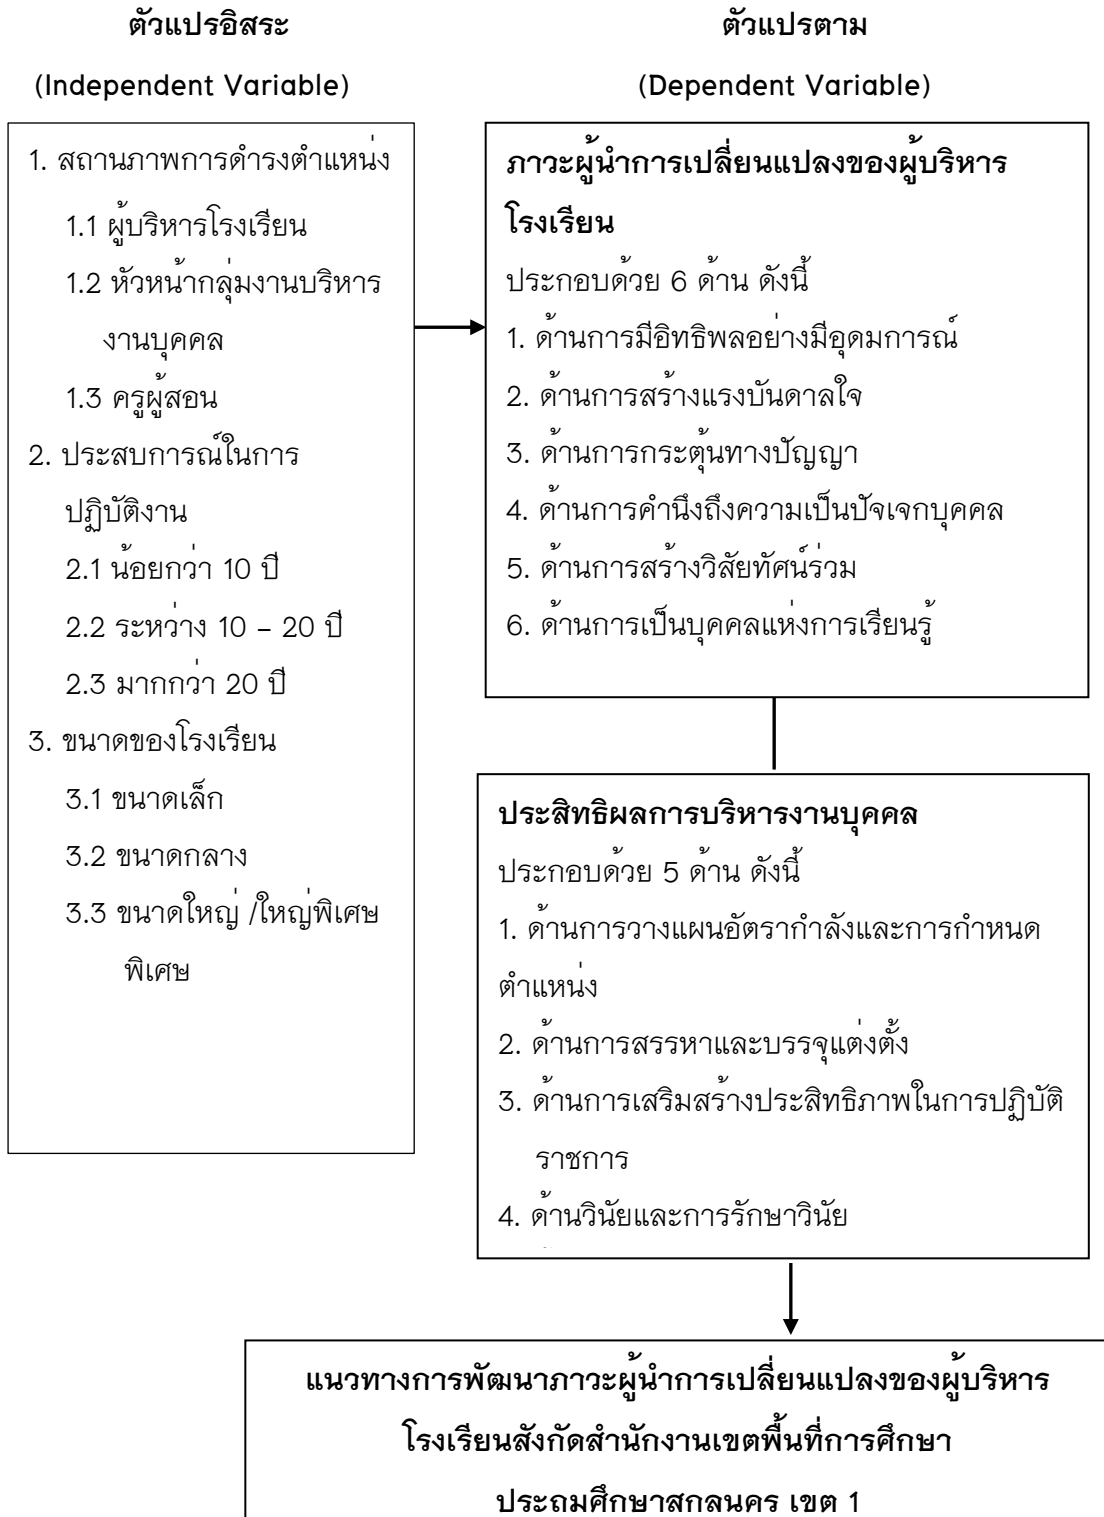 ตัวแปรอิสระ
(Independent Variable)
1. สถานภาพการดำรงตำแหน่ง
1.1 ผู้บริหารโรงเรียน
1.2 หัวหน้ากลุ่มงานบริหาร
งานบุคคล
1.3 ครูผู้สอน
2. ประสบการณ์ในการ
ปฏิบัติงาน
2.1 น้อยกว่า 10 ปี
2.2 ระหว่าง 10 – 20 ปี
2.3 มากกว่า 20 ปี
3. ขนาดของโรงเรียน
3.1 ขนาดเล็ก
3.2 ขนาดกลาง
3.3 ขนาดใหญ่ /ใหญ่พิเศษ
พิเศษ
ตัวแปรตาม
(Dependent Variable)
ภาวะผู้นำการเปลี่ยนแปลงของผู้บริหาร
โรงเรียน
ประกอบด้วย 6 ด้าน ดังนี้
1. ด้านการมีอิทธิพลอย่างมีอุดมการณ์
2. ด้านการสร้างแรงบันดาลใจ
3. ด้านการกระตุ้นทางปัญญา
4. ด้านการคำนึงถึงความเป็นปัจเจกบุคคล
5. ด้านการสร้างวิสัยทัศน์ร่วม
6. ด้านการเป็นบุคคลแห่งการเรียนรู้
ประสิทธิผลการบริหารงานบุคคล
ประกอบด้วย 5 ด้าน ดังนี้
1. ด้านการวางแผนอัตรากำลังและการกำหนด
ตำแหน่ง
2. ด้านการสรรหาและบรรจุแต่งตั้ง
3. ด้านการเสริมสร้างประสิทธิภาพในการปฏิบัติ
ราชการ
4. ด้านวินัยและการรักษาวินัย
แนวทางการพัฒนาภาวะผู้นำการเปลี่ยนแปลงของผู้บริหาร
โรงเรียนสังกัดสำนักงานเขตพื้นที่การศึกษา
ประถมศึกษาสกลนคร เขต 1